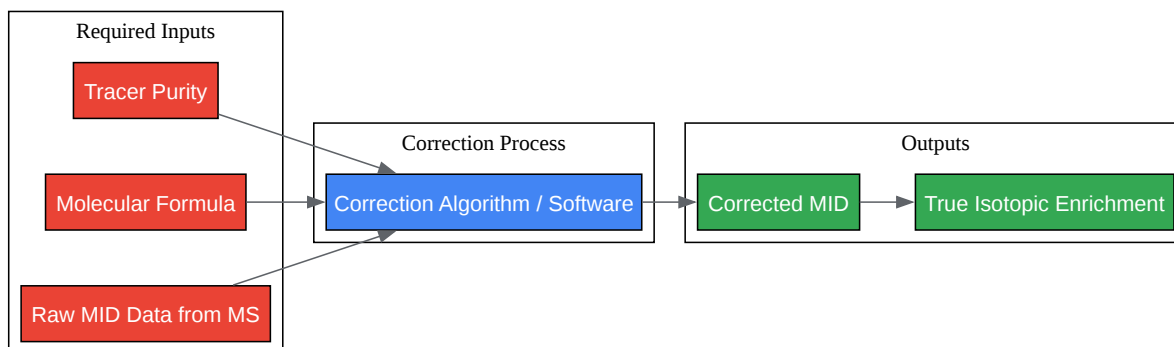 Required Inputs
Tracer Purity
Molecular Formula
Raw MID Data from MS
Correction Process
Correction Algorithm / Software
Outputs
Corrected MID
True Isotopic Enrichment